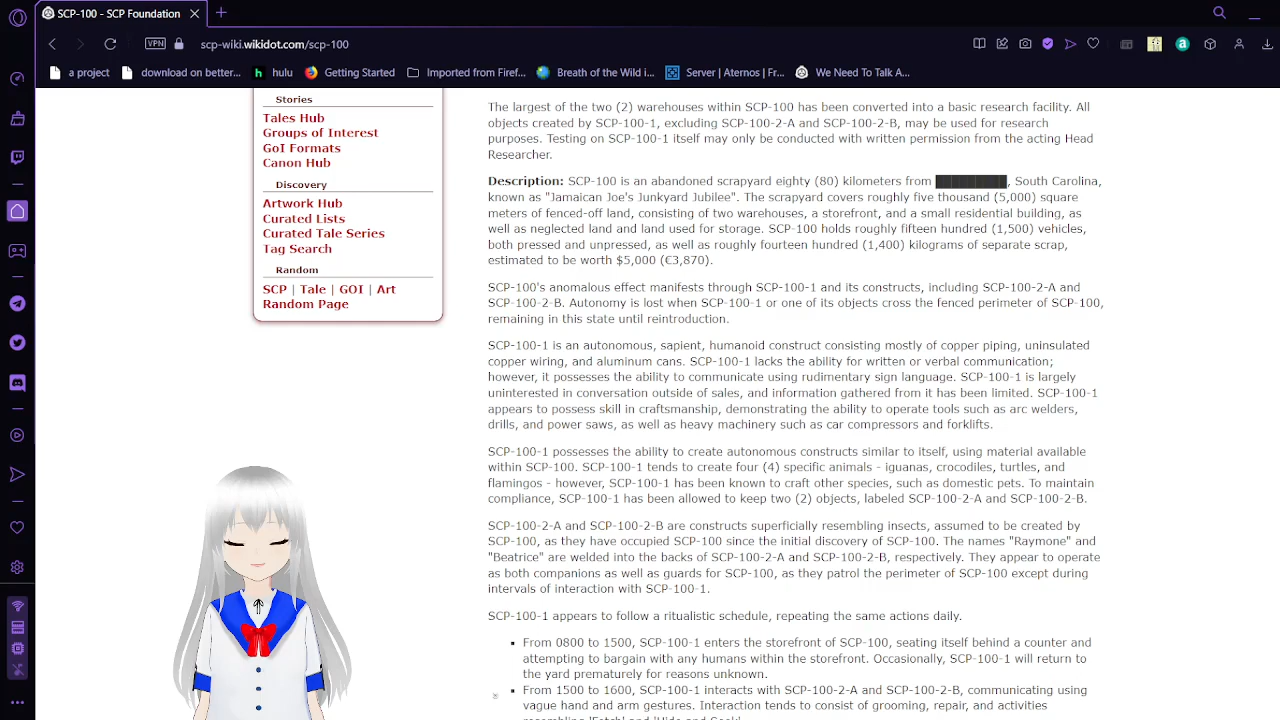 SCP-100 - SCP Foundation
VPN
scp-wiki.wikidot.com/scp-100
a project
download on better...
hulu
Getting Started
Imported from Firef...
Breath of the Wild i...
Server | Aternos | Fr...
We Need To Talk A...
Stories
Tales Hub
Groups of Interest
GoI Formats
Canon Hub
Discovery
Artwork Hub
Curated Lists
Curated Tale Series
Tag Search
Random
SCP | Tale | GOI | Art
Random Page
The largest of the two (2) warehouses within SCP-100 has been converted into a basic research facility. All
objects created by SCP-100-1, excluding SCP-100-2-A and SCP-100-2-B, may be used for research
purposes. Testing on SCP-100-1 itself may only be conducted with written permission from the acting Head
Researcher.
Description: SCP-100 is an abandoned scrapyard eighty (80) kilometers from █████████, South Carolina,
known as "Jamaican Joe's Junkyard Jubilee". The scrapyard covers roughly five thousand (5,000) square
meters of fenced-off land, consisting of two warehouses, a storefront, and a small residential building, as
well as neglected land and land used for storage. SCP-100 holds roughly fifteen hundred (1,500) vehicles,
both pressed and unpressed, as well as roughly fourteen hundred (1,400) kilograms of separate scrap,
estimated to be worth $5,000 (€3,870).
SCP-100's anomalous effect manifests through SCP-100-1 and its constructs, including SCP-100-2-A and
SCP-100-2-B. Autonomy is lost when SCP-100-1 or one of its objects cross the fenced perimeter of SCP-100,
remaining in this state until reintroduction.
SCP-100-1 is an autonomous, sapient, humanoid construct consisting mostly of copper piping, uninsulated
copper wiring, and aluminum cans. SCP-100-1 lacks the ability for written or verbal communication;
however, it possesses the ability to communicate using rudimentary sign language. SCP-100-1 is largely
uninterested in conversation outside of sales, and information gathered from it has been limited. SCP-100-1
appears to possess skill in craftsmanship, demonstrating the ability to operate tools such as arc welders,
drills, and power saws, as well as heavy machinery such as car compressors and forklifts.
SCP-100-1 possesses the ability to create autonomous constructs similar to itself, using material available
within SCP-100. SCP-100-1 tends to create four (4) specific animals - iguanas, crocodiles, turtles, and
flamingos - however, SCP-100-1 has been known to craft other species, such as domestic pets. To maintain
compliance, SCP-100-1 has been allowed to keep two (2) objects, labeled SCP-100-2-A and SCP-100-2-B.
SCP-100-2-A and SCP-100-2-B are constructs superficially resembling insects, assumed to be created by
SCP-100, as they have occupied SCP-100 since the initial discovery of SCP-100. The names "Raymone" and
"Beatrice" are welded into the backs of SCP-100-2-A and SCP-100-2-B, respectively. They appear to operate
as both companions as well as guards for SCP-100, as they patrol the perimeter of SCP-100 except during
intervals of interaction with SCP-100-1.
SCP-100-1 appears to follow a ritualistic schedule, repeating the same actions daily.
From 0800 to 1500, SCP-100-1 enters the storefront of SCP-100, seating itself behind a counter and
attempting to bargain with any humans within the storefront. Occasionally, SCP-100-1 will return to
the yard prematurely for reasons unknown.
From 1500 to 1600, SCP-100-1 interacts with SCP-100-2-A and SCP-100-2-B, communicating using
vague hand and arm gestures. Interaction tends to consist of grooming, repair, and activities
resembling 'Fetch' and 'Hide and Seek'.